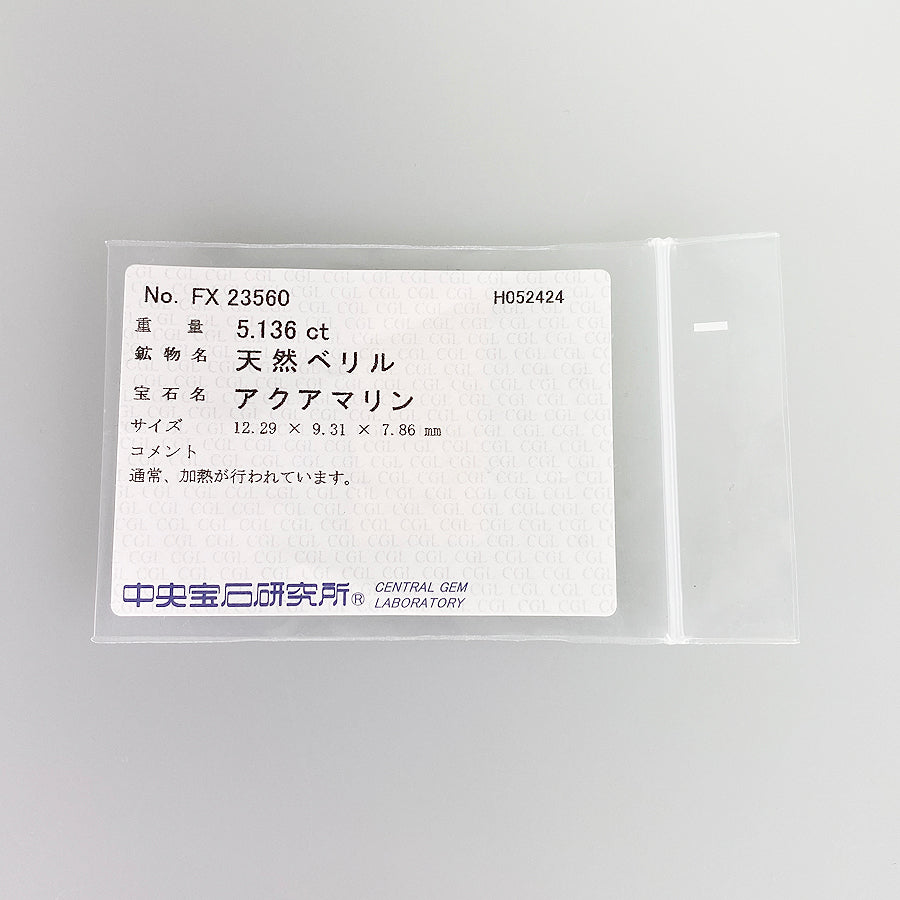 No. FX 23560 H052424
重量 5.136 ct
鉱物名 天然ベリル
宝石名 アクアマリン
サイズ 12.29 × 9.31 × 7.86 mm
コメント
通常、加熱が行われています。
中央宝石研究所® CENTRAL GEM
LABORATORY